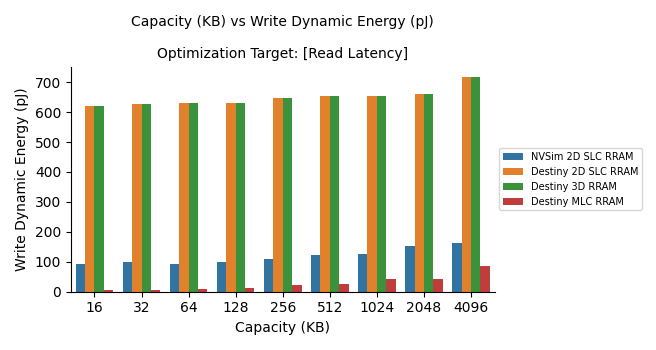 Capacity (KB) vs Write Dynamic Energy (pJ)
Optimization Target: [Read Latency]
Write Dynamic Energy (pJ)
700
600
500
400
300
200
100
0
16 32 64 128 256 512 1024 2048 4096
Capacity (KB)
NVSim 2D SLC RRAM
Destiny 2D SLC RRAM
Destiny 3D RRAM
Destiny MLC RRAM